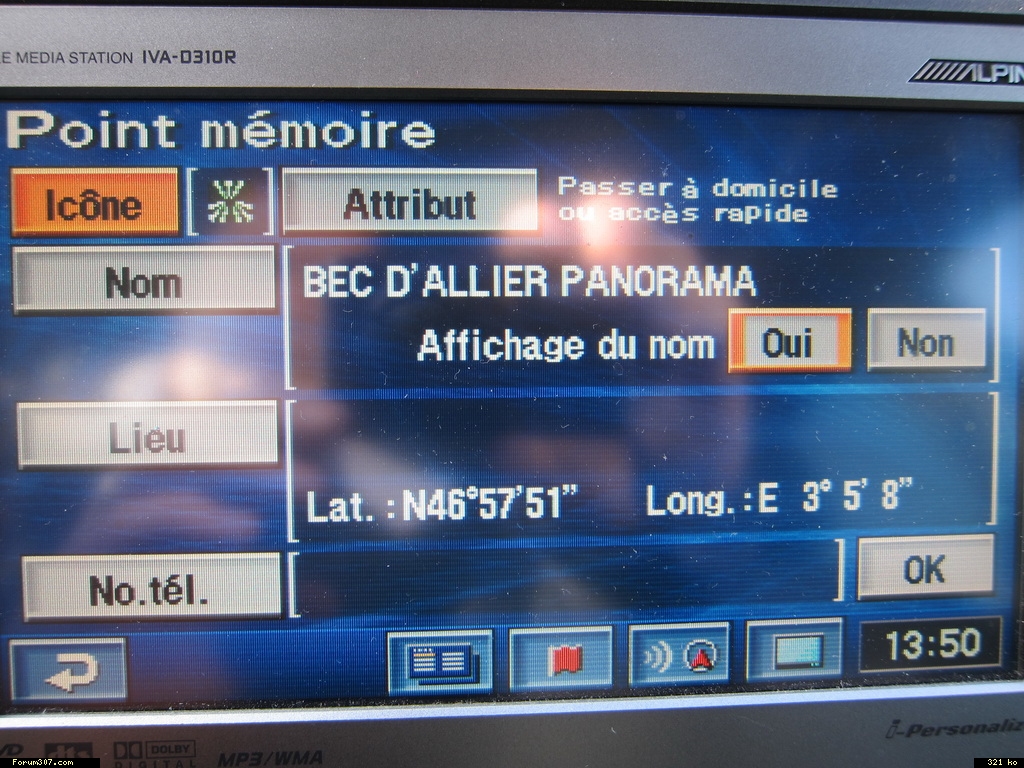 E MEDIA STATION IVA-D310R
ALPIN
Point mémoire
Icône
Attribut
Passer à domicile
ou accès rapide
Nom
BEC D'ALLIER PANORAMA
Affichage du nom Oui Non
Lieu
Lat. :N46°57'51" Long.:E 3° 5' 8"
No.tél.
OK
13:50
dts DOLBY DIGITAL MP3/WMA
i-Personaliz
Forum307.com
321 ko